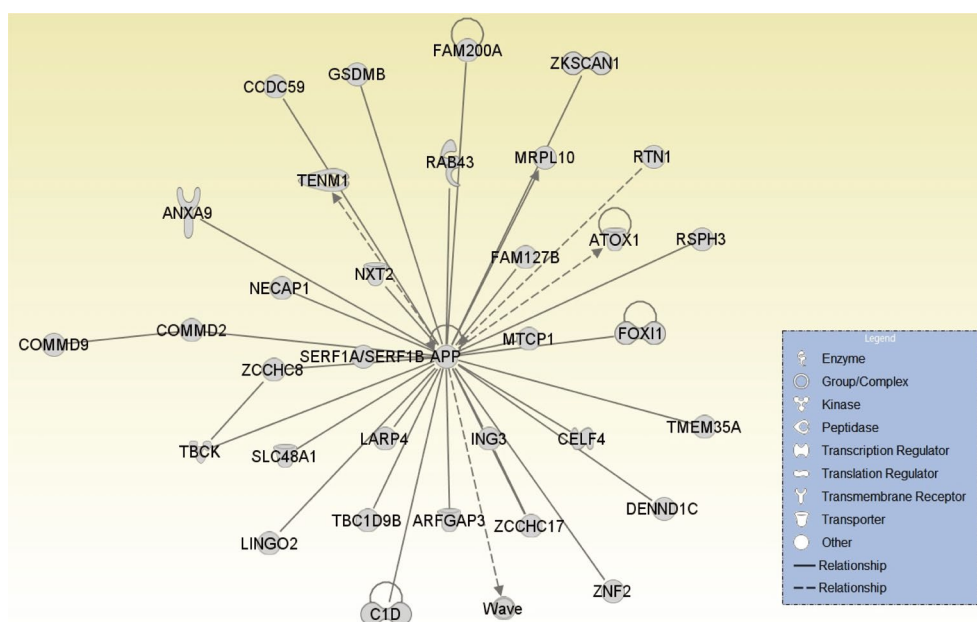 FAM200A
ZKSCAN1
GSDMB
CCDC59
RAB43
MRPL10
RTN1
TENM1
ANXA9
ATOX1
RSPH3
FAM127B
NXT2
NECAP1
COMMD9
COMMD2
SERF1A/SERF1B
APP
MTCP1
FOXI1
ZCCHC8
TBCK
SLC48A1
LARP4
ING3
CELF4
TMEM35A
LINGO2
TBC1D9B
ARFGAP3
ZCCHC17
DENND1C
C1D
Wave
ZNF2
Legend
Enzyme
Group/Complex
Kinase
Peptidase
Transcription Regulator
Translation Regulator
Transmembrane Receptor
Transporter
Other
Relationship
Relationship